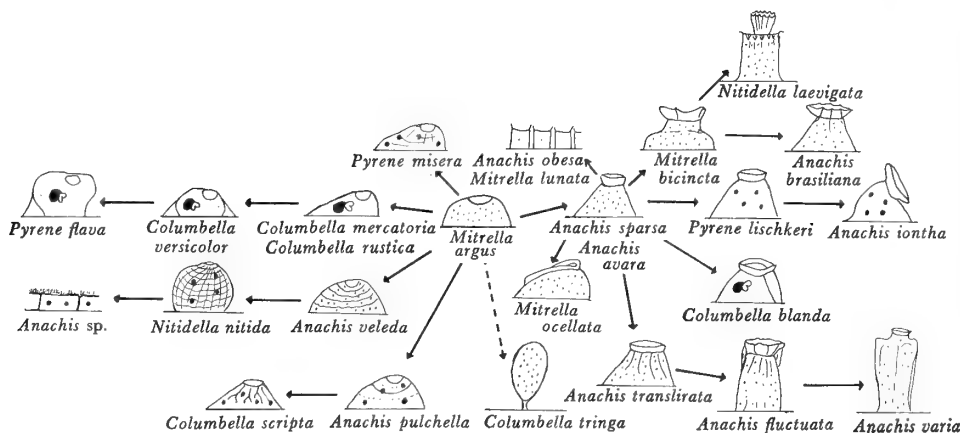 Nitidella laevigata
Pyrene misera
Anachis obesa
Mitrella lunata
Mitrella
bicincta
Anachis
brasiliana
Pyrene flava
Columbella
versicolor
Columbella mercatoria
Columbella rustica
Mitrella
argus
Anachis sparsa
Anachis
avara
Pyrene lischkeri
Anachis iontha
Anachis sp.
Nitidella nitida
Anachis veleda
Mitrella
ocellata
Columbella blanda
Columbella scripta
Anachis pulchella
Columbella tringa
Anachis translirata
Anachis fluctuata
Anachis varia